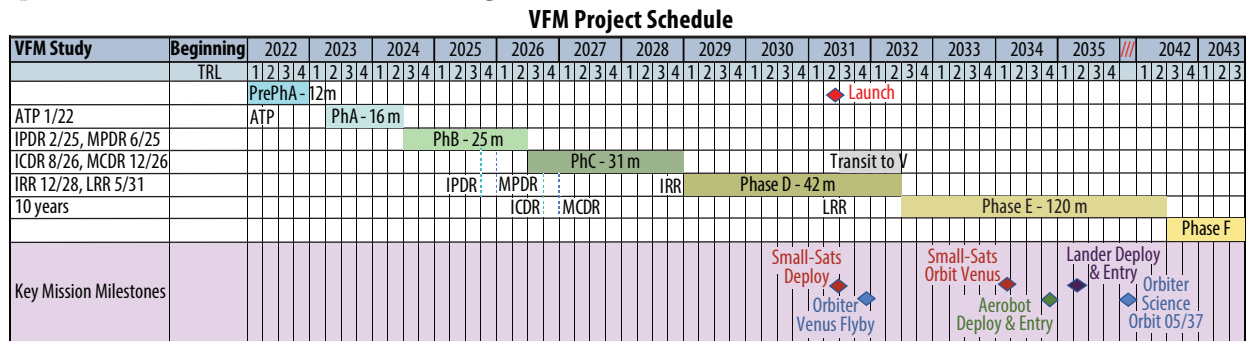 VFM Project Schedule
VFM Study Beginning 2022 2023 2024 2025 2026 2027 2028 2029 2030 2031 2032 2033 2034 2035 /// 2042 2043
TRL 1 2 3 4 1 2 3 4 1 2 3 4 1 2 3 4 1 2 3 4 1 2 3 4 1 2 3 4 1 2 3 4 1 2 3 4 1 2 3 4 1 2 3 4 1 2 3 4 1 2 3 4 1 2 3 4 1 2 3 4 1 2 3
PrePhA - 12m Launch
ATP 1/22 ATP PhA - 16 m
IPDR 2/25, MPDR 6/25 PhB - 25 m
ICDR 8/26, MCDR 12/26 PhC - 31 m Transit to V
IRR 12/28, LRR 5/31 IPDR MPDR IRR Phase D - 42 m
10 years ICDR MCDR LRR Phase E - 120 m
Phase F
Key Mission Milestones
Small-Sats
Deploy
Orbiter
Venus Flyby
Small-Sats
Orbit Venus
Aerobot
Deploy & Entry
Lander Deploy
& Entry
Orbiter
Science
Orbit 05/37